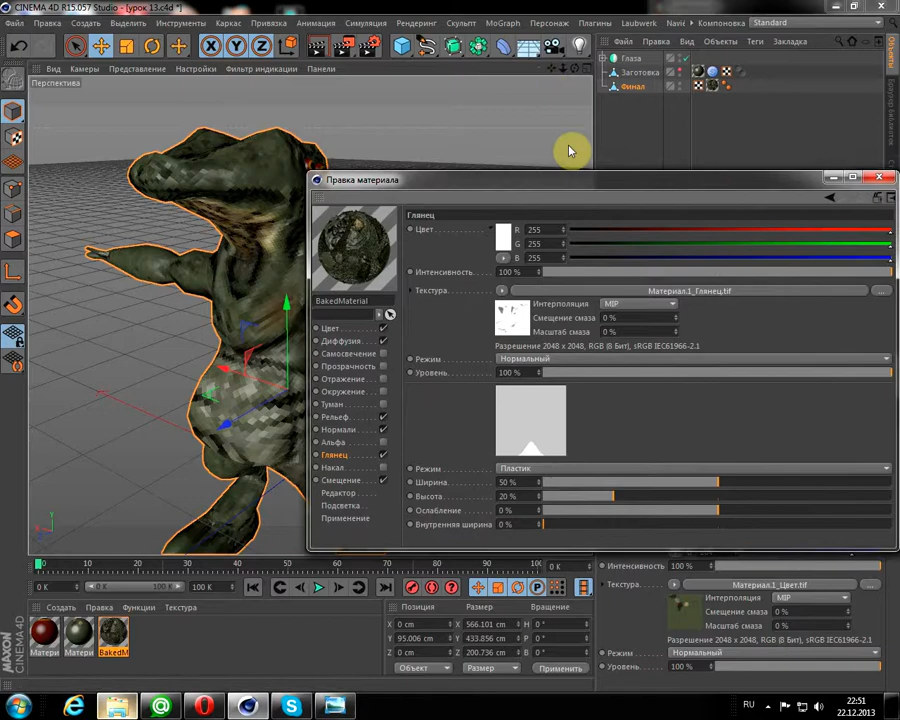 CINEMA 4D R15.057 Studio - [урок 13.c4d *]
Файл Правка Создать Выделить Инструменты Каркас Привязка Анимация Симуляция Рендеринг Скульпт MoGraph Персонаж Плагины Laubwerk Компоновка Standard
Вид Камеры Представление Настройки Фильтр индикации Панели
Файл Правка Вид Объекты Теги Закладка
Перспектива
Глаза
Заготовка
Финал
Объекты
Браузер библиотек
Правка материала
Глянец
Цвет
R 255
G 255
B 255
Интенсивность 100 %
Текстура Материал.1_Глянец.tif
Интерполяция MIP
Смещение смаза 0 %
Масштаб смаза 0 %
Разрешение 2048 x 2048, RGB (8 Бит), sRGB IEC61966-2.1
Режим Нормальный
Уровень 100 %
Режим Пластик
Ширина 50 %
Высота 20 %
Ослабление 0 %
Внутренняя ширина 0 %
BakedMaterial
Цвет
Диффузия
Самосвечение
Прозрачность
Отражение
Окружение
Туман
Рельеф
Нормали
Альфа
Глянец
Накал
Смещение
Редактор
Подсветка
Применение
0 10 20 30 40 50 60 70 80 90 100 0 K
0 K 0 K 100 K 100 K
Создать Правка Функции Текстура
Матери Матери BakedM
Позиция Размер Вращение
X 0 cm X 566.101 cm H 0 °
Y 95.006 cm Y 433.856 cm P 0 °
Z 0 cm Z 200.736 cm B 0 °
Объект Размер Применить
Интенсивность 100 %
Текстура Материал.1_Цвет.tif
Интерполяция MIP
Смещение смаза 0 %
Масштаб смаза 0 %
Разрешение 2048 x 2048, RGB (8 Бит), sRGB IEC61966-2.1
Режим Нормальный
Уровень 100 %
MAXON
CINEMA 4D
RU
22:51
22.12.2013